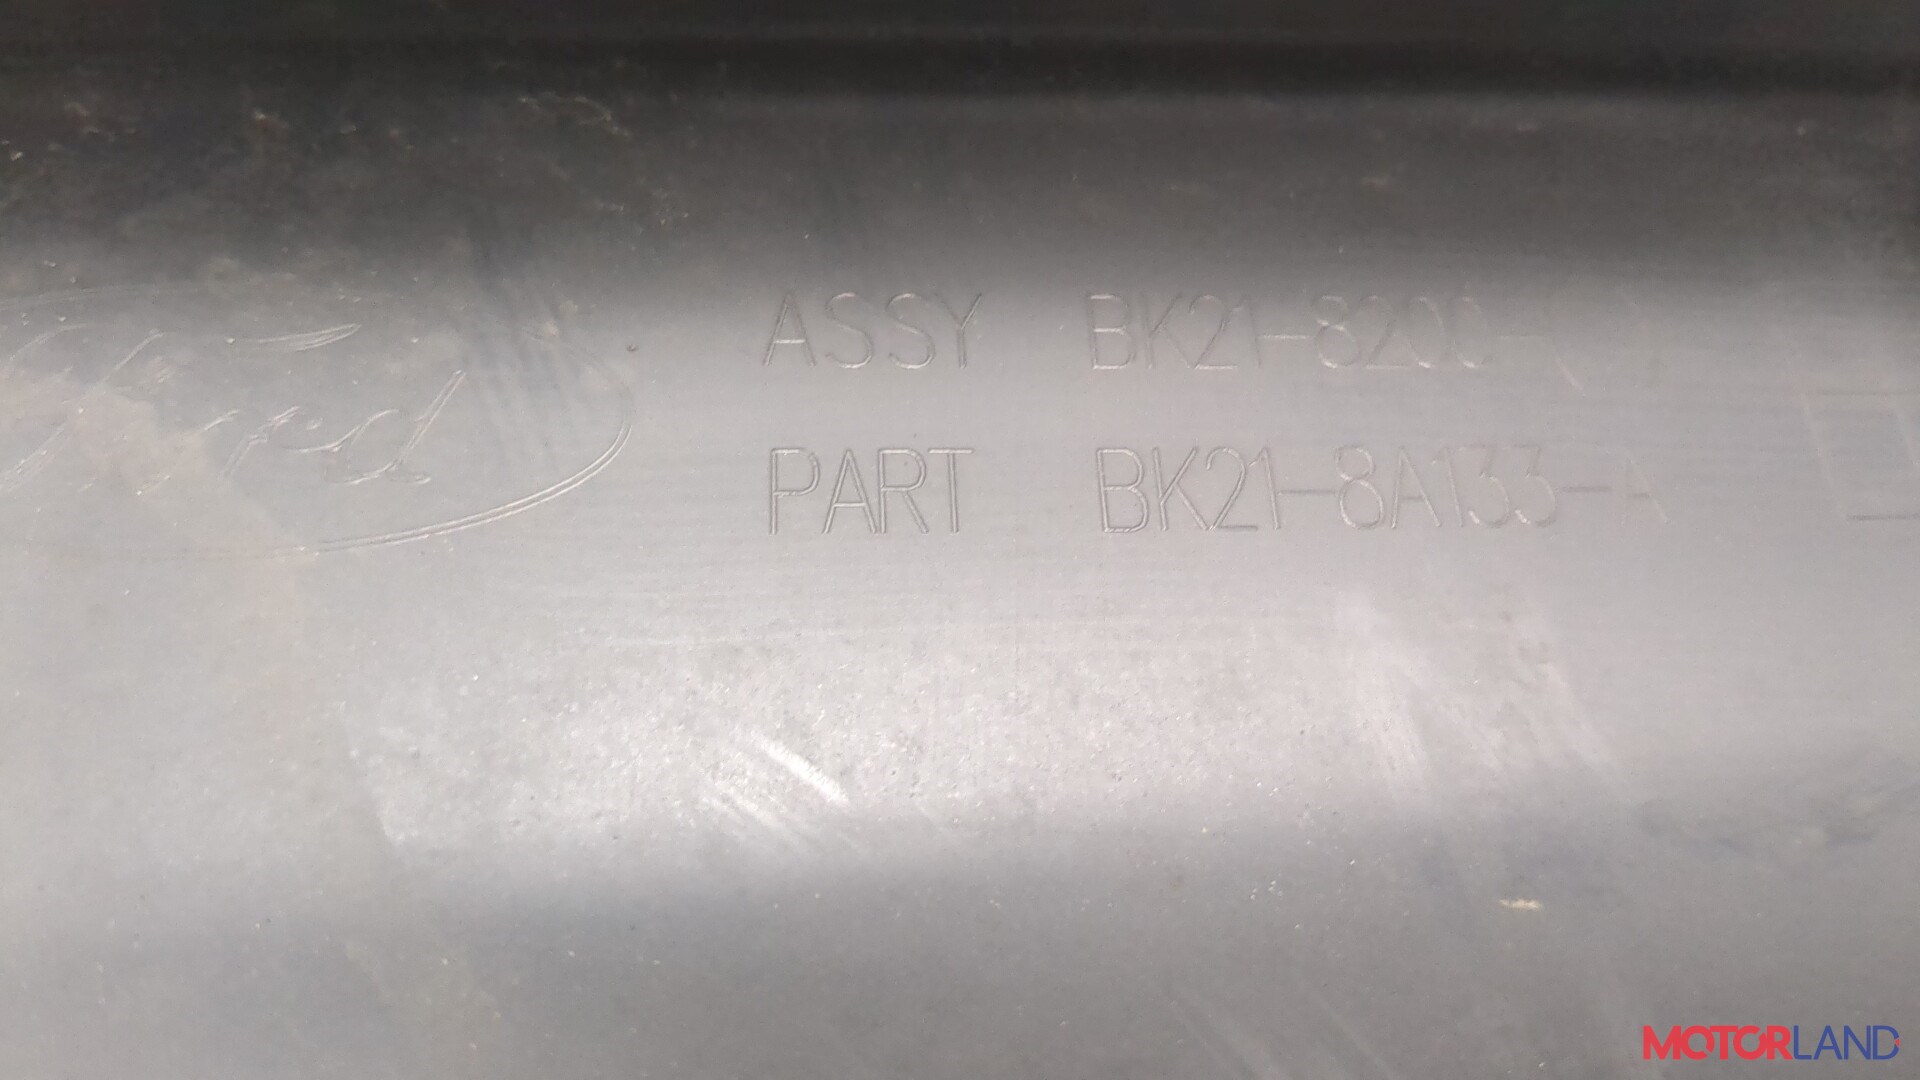 Ford
ASSY BK21-8200-
PART BK21-8A133-A
MOTORLAND